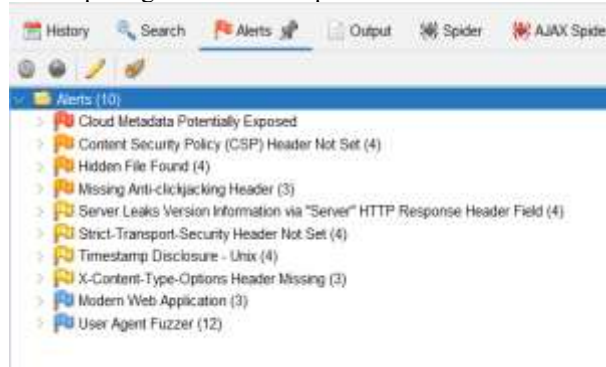 History Search Alerts Output Spider AJAX Spide
Alerts (10)
Cloud Metadata Potentially Exposed
Content Security Policy (CSP) Header Not Set (4)
Hidden File Found (4)
Missing Anti-clickjacking Header (3)
Server Leaks Version Information via "Server" HTTP Response Header Field (4)
Strict-Transport-Security Header Not Set (4)
Timestamp Disclosure - Unix (4)
X-Content-Type-Options Header Missing (3)
Modern Web Application (3)
User Agent Fuzzer (12)